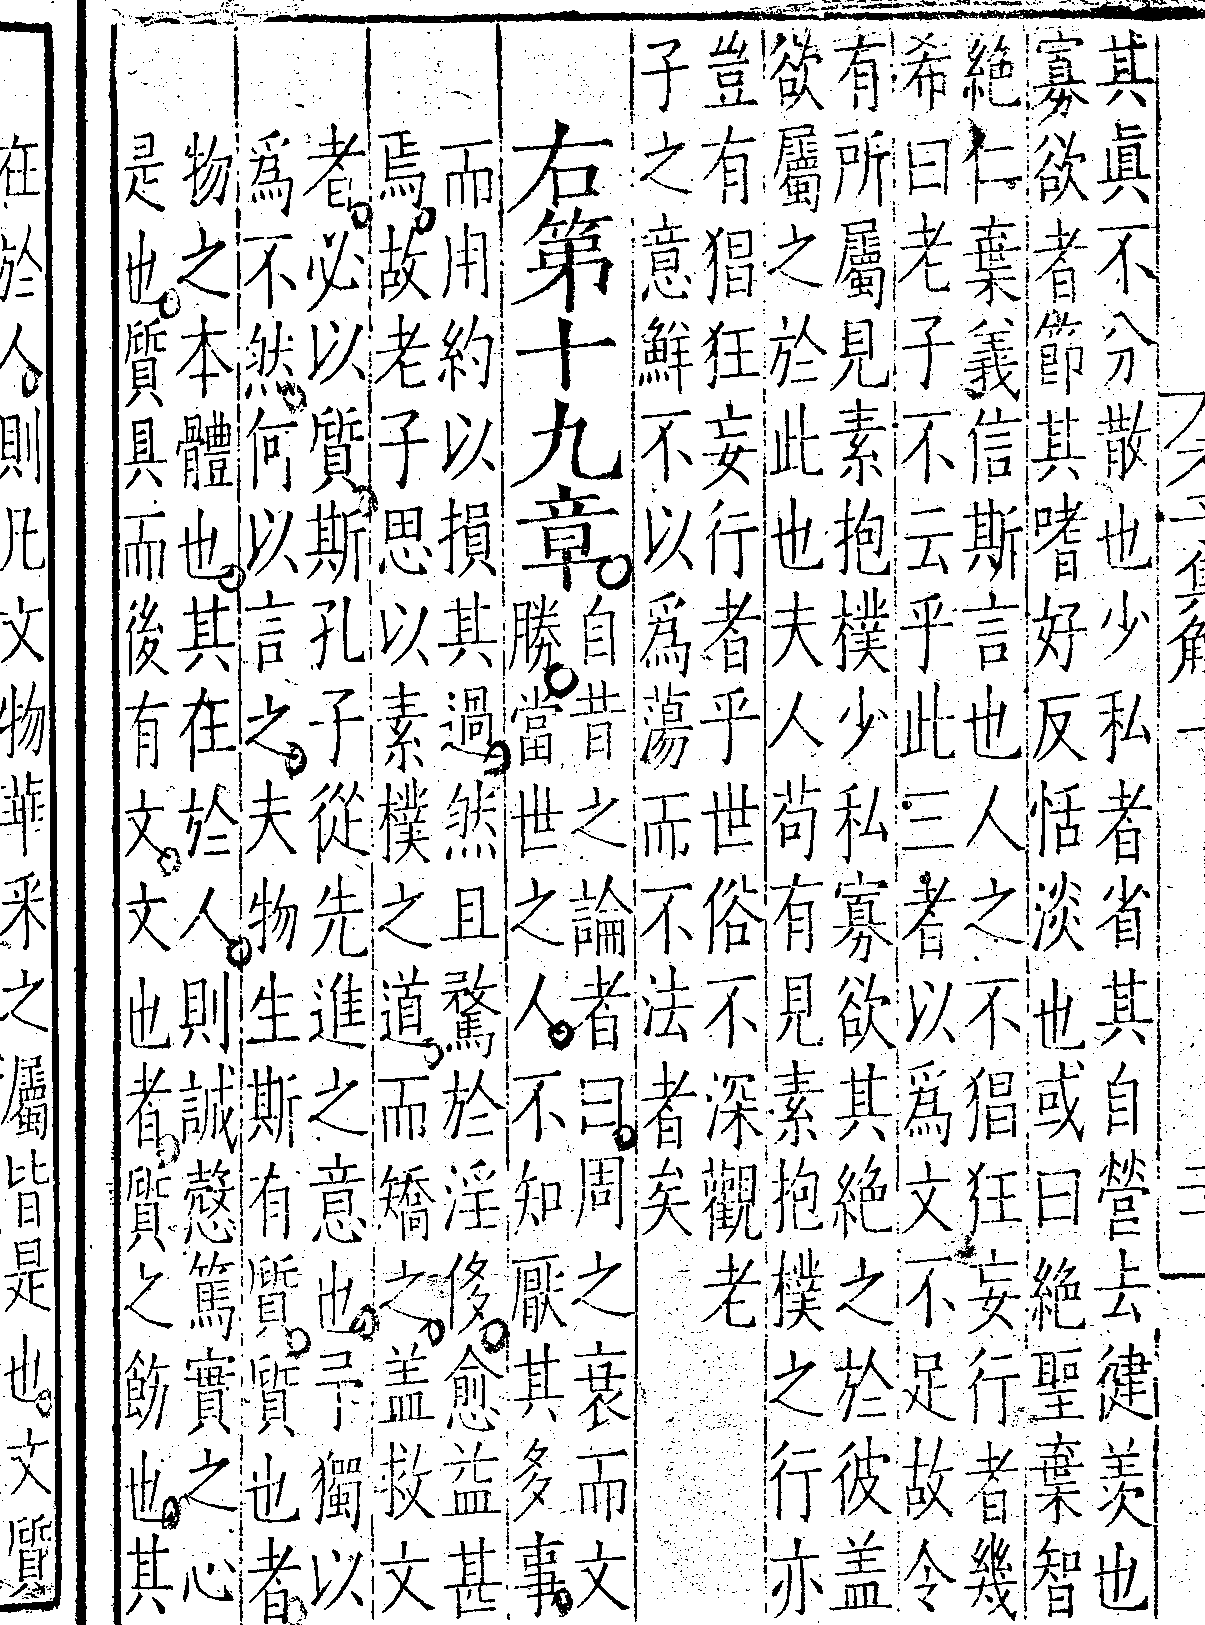 集解
其眞不分散也少私者省其自營去健羨也
寡欲者節其嗜好反恬淡也或曰絶聖棄智
絶仁棄義信斯言也人之不猖狂妄行者幾
希曰老子不云乎此三者以爲文不足故令
有所屬見素抱樸少私寡欲其絶之於彼盖
欲屬之於此也夫人苟有見素抱樸之行亦
豈有猖狂妄行者乎世俗不深觀老
子之意鮮不以爲蕩而不法者矣
右第十九章自昔之論者曰周之衰而文
勝當世之人不知厭其多事
而用約以損其過然且騖於淫侈愈益甚
焉故老子思以素樸之道而矯之盖救文
者必以質斯孔子從先進之意也予獨以
爲不然何以言之夫物生斯有質質也者
物之本體也其在於人則誠慤篤實之心
是也質具而後有文文也者質之飭也其
在於人則凡文物華采之屬皆是也文質